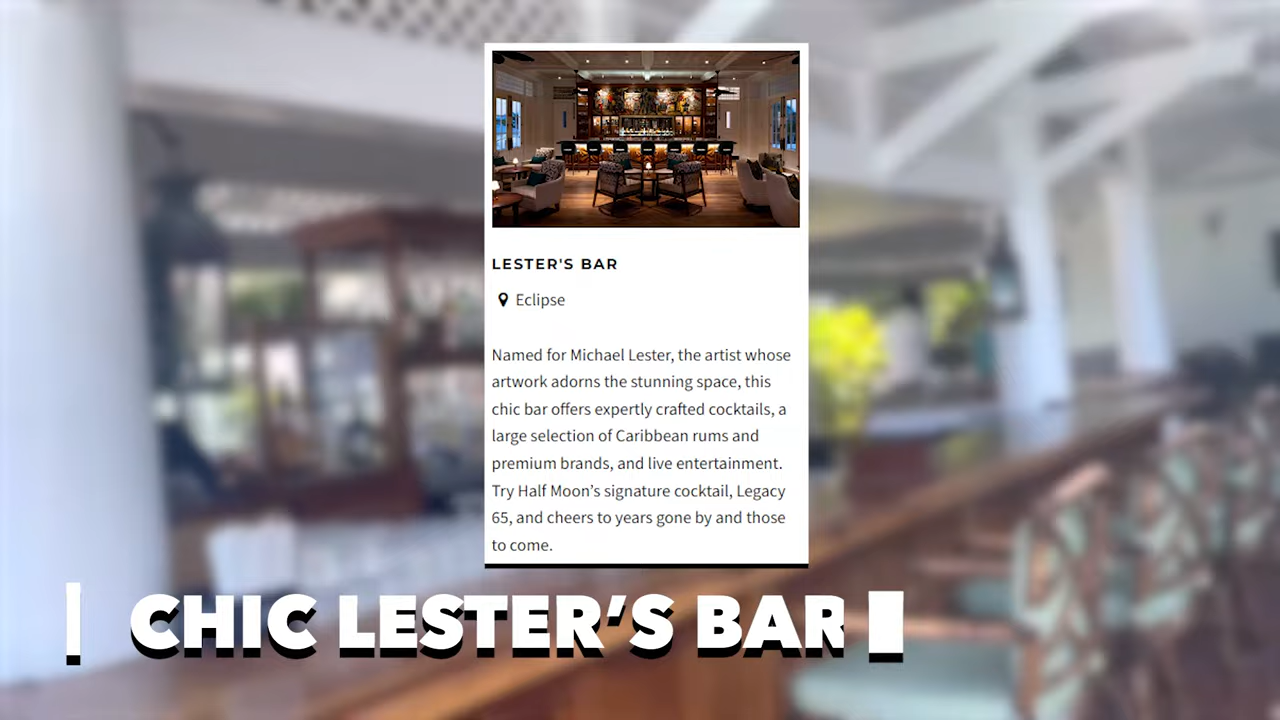 LESTER'S BAR
Eclipse
Named for Michael Lester, the artist whose
artwork adorns the stunning space, this
chic bar offers expertly crafted cocktails, a
large selection of Caribbean rums and
premium brands, and live entertainment.
Try Half Moon’s signature cocktail, Legacy
65, and cheers to years gone by and those
to come.
CHIC LESTER’S BAR